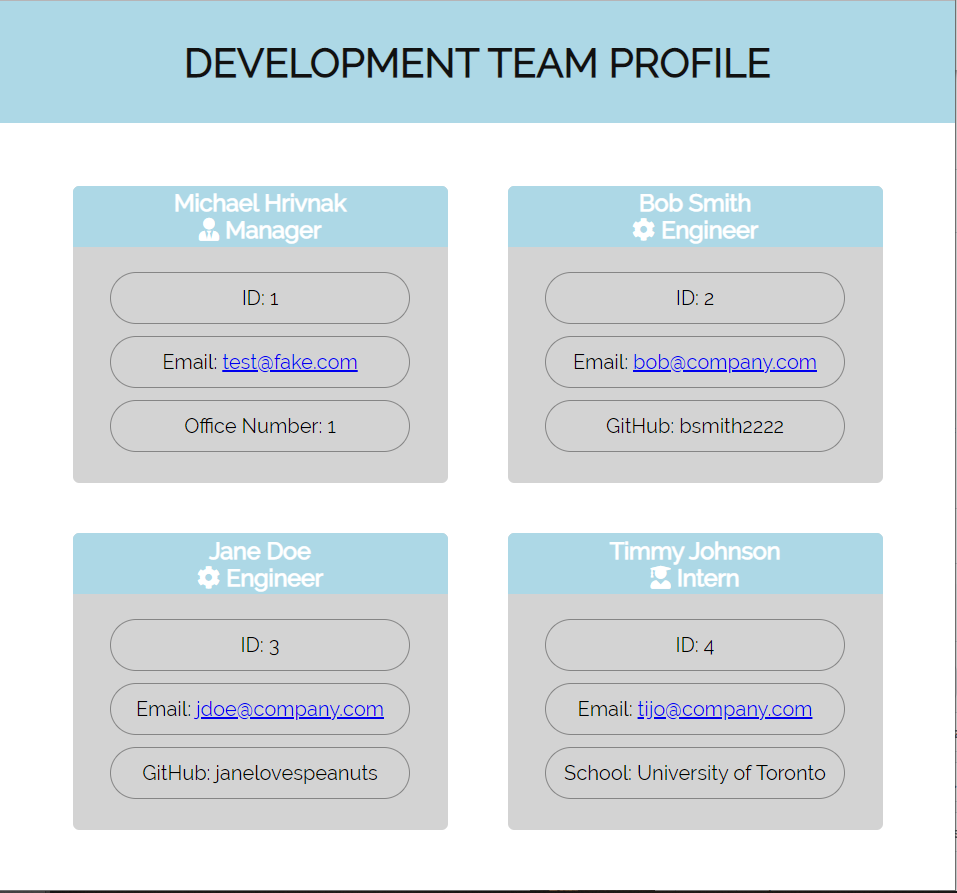 DEVELOPMENT TEAM PROFILE
Michael Hrivnak
Manager
ID: 1
Email: test@fake.com
Office Number: 1
Bob Smith
Engineer
ID: 2
Email: bob@company.com
GitHub: bsmith2222
Jane Doe
Engineer
ID: 3
Email: jdoe@company.com
GitHub: janelovespeanuts
Timmy Johnson
Intern
ID: 4
Email: tijo@company.com
School: University of Toronto